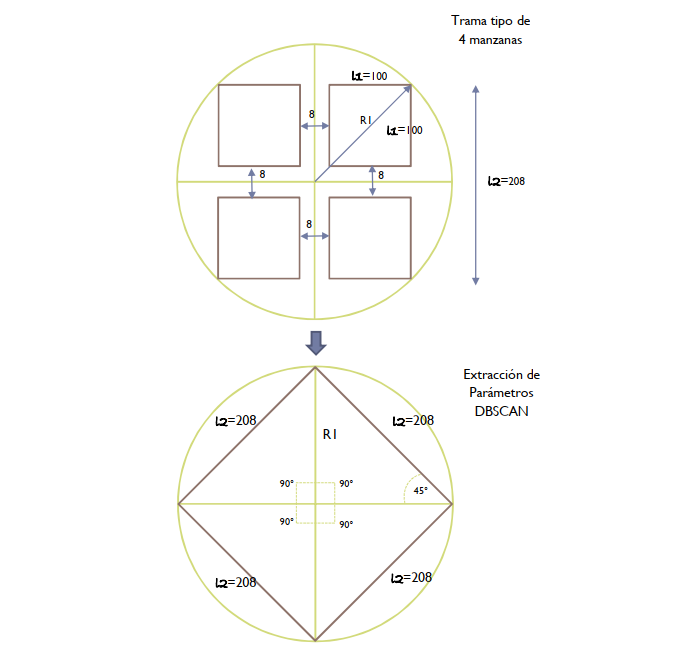 Trama tipo de
4 manzanas
l1=100
8
R1
l1=100
8
8
l2=208
8
Extracción de
Parámetros
DBSCAN
l2=208
l2=208
R1
90°
90°
45°
90°
90°
l2=208
l2=208